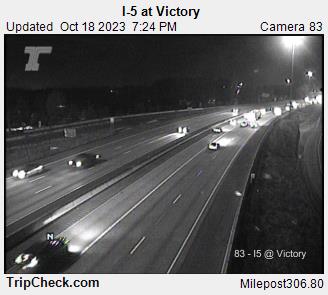 I-5 at Victory
Updated Oct 18 2023 7:24 PM Camera 83
T
N
83 - I5 @ Victory
TripCheck.com Milepost306.80